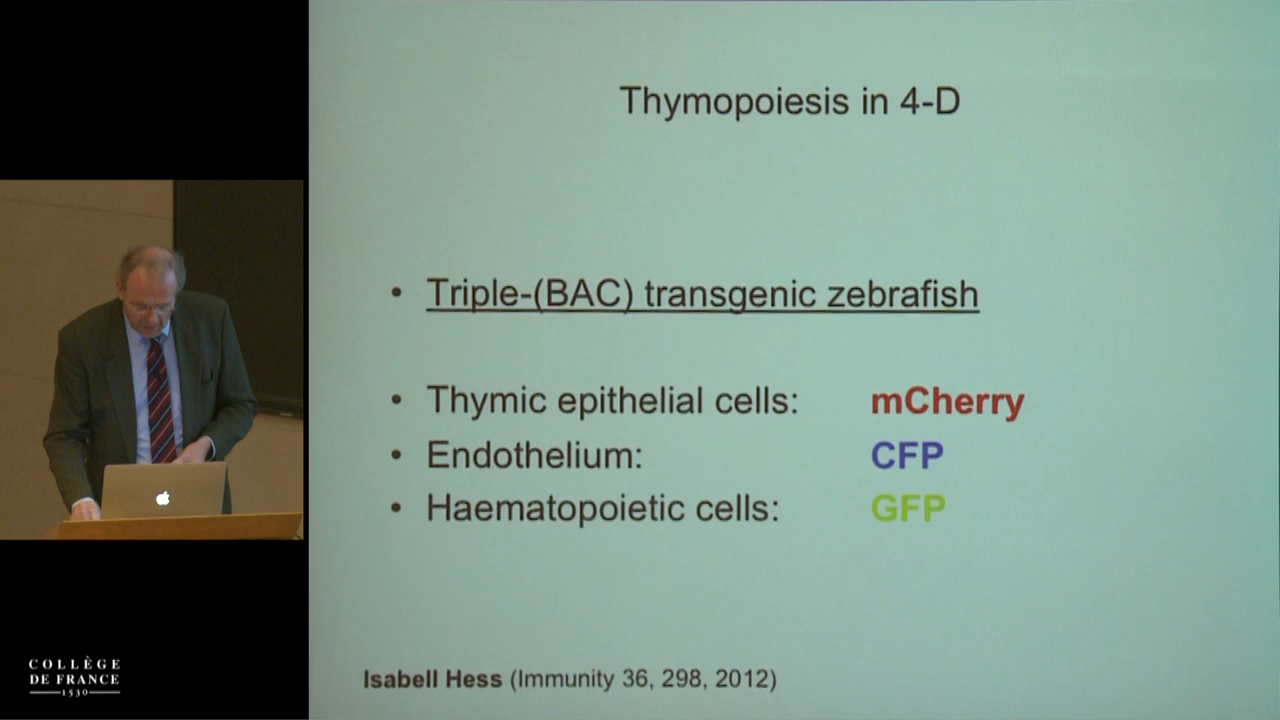 Thymopoiesis in 4-D
• Triple-(BAC) transgenic zebrafish
• Thymic epithelial cells: mCherry
• Endothelium: CFP
• Haematopoietic cells: GFP
Isabell Hess (Immunity 36, 298, 2012)
COLLÈGE
DE FRANCE
1530